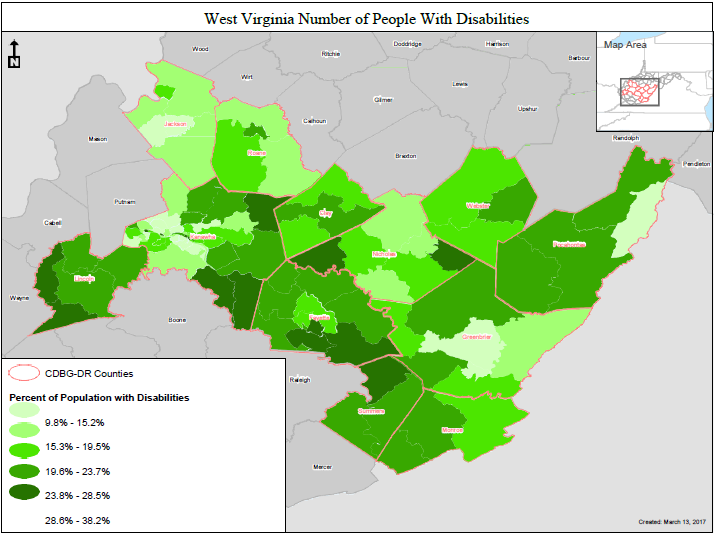 West Virginia Number of People With Disabilities
N
Map Area
Wood
Ritchie
Doddridge
Harrison
Barbour
Wirt
Lewis
Calhoun
Gilmer
Upshur
Jackson
Mason
Roane
Braxton
Randolph
Pendleton
Putnam
Cabell
Clay
Webster
Kanawha
Nicholas
Pocahontas
Lincoln
Wayne
Boone
Fayette
Greenbrier
Raleigh
Summers
Monroe
Mercer
CDBG-DR Counties
Percent of Population with Disabilities
9.8% - 15.2%
15.3% - 19.5%
19.6% - 23.7%
23.8% - 28.5%
28.6% - 38.2%
Created: March 13, 2017